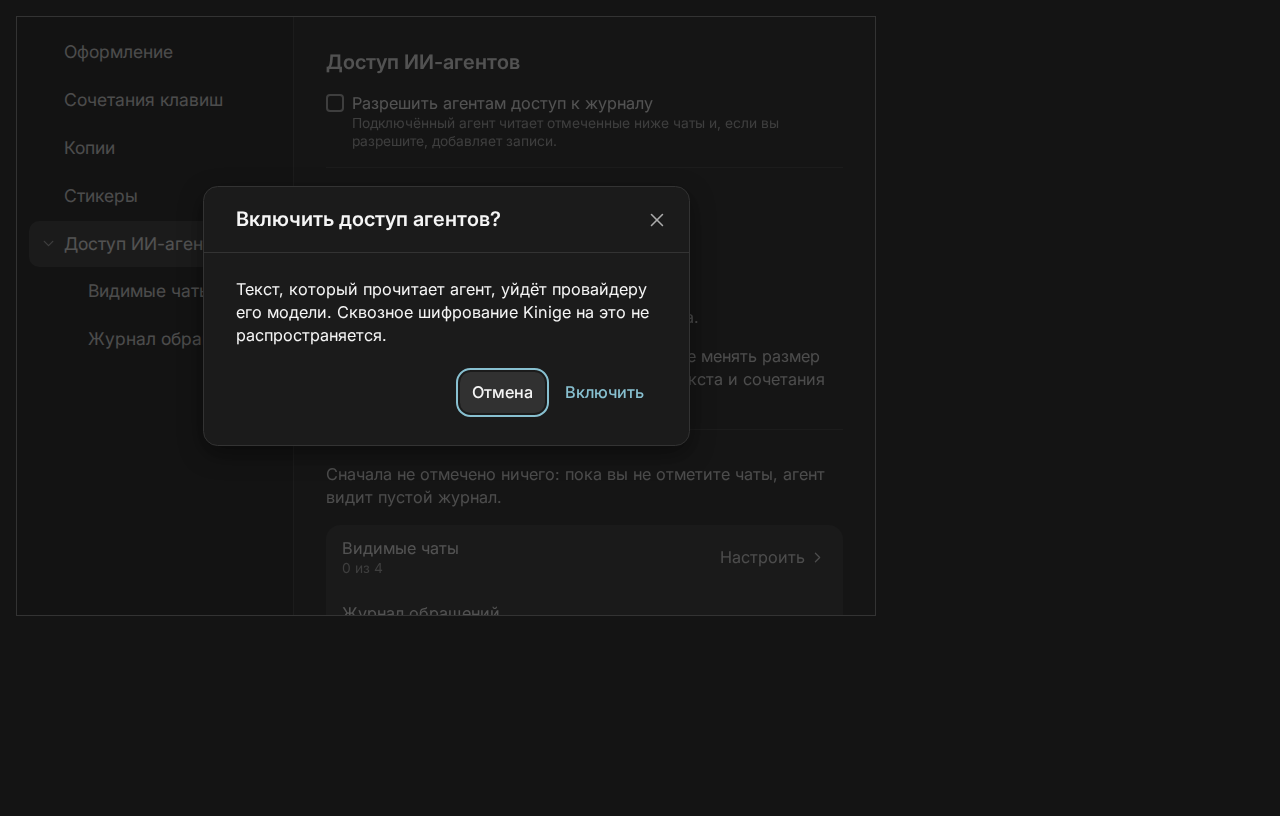 Оформление
Сочетания клавиш
Копии
Стикеры
Доступ ИИ-аген
Видимые чаты
Журнал обра
Доступ ИИ-агентов
Разрешить агентам доступ к журналу
Подключённый агент читает отмеченные ниже чаты и, если вы
разрешите, добавляет записи.
Включить доступ агентов?
Текст, который прочитает агент, уйдёт провайдеру
его модели. Сквозное шифрование Kinige на это не
распространяется.
Отмена
Включить
а.
е менять размер
кста и сочетания
Сначала не отмечено ничего: пока вы не отметите чаты, агент
видит пустой журнал.
Видимые чаты
0 из 4
Настроить
Журнал обращений